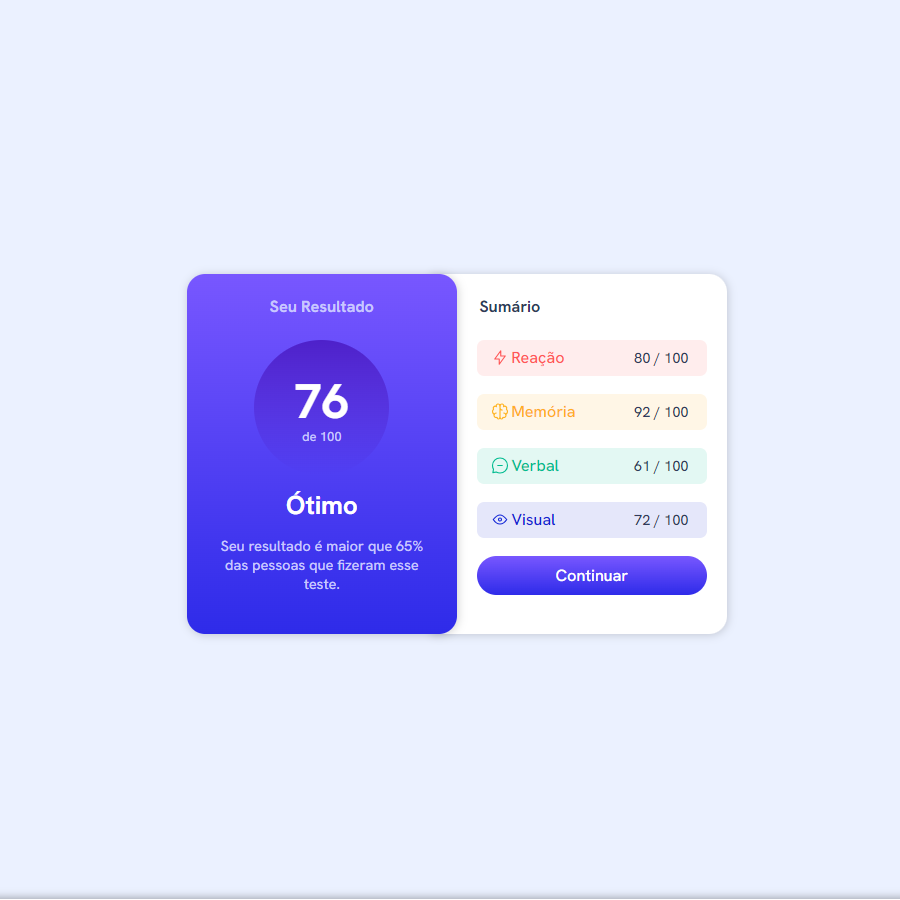 Seu Resultado
76
de 100
Ótimo
Seu resultado é maior que 65%
das pessoas que fizeram esse
teste.
Sumário
Reação 80 / 100
Memória 92 / 100
Verbal 61 / 100
Visual 72 / 100
Continuar